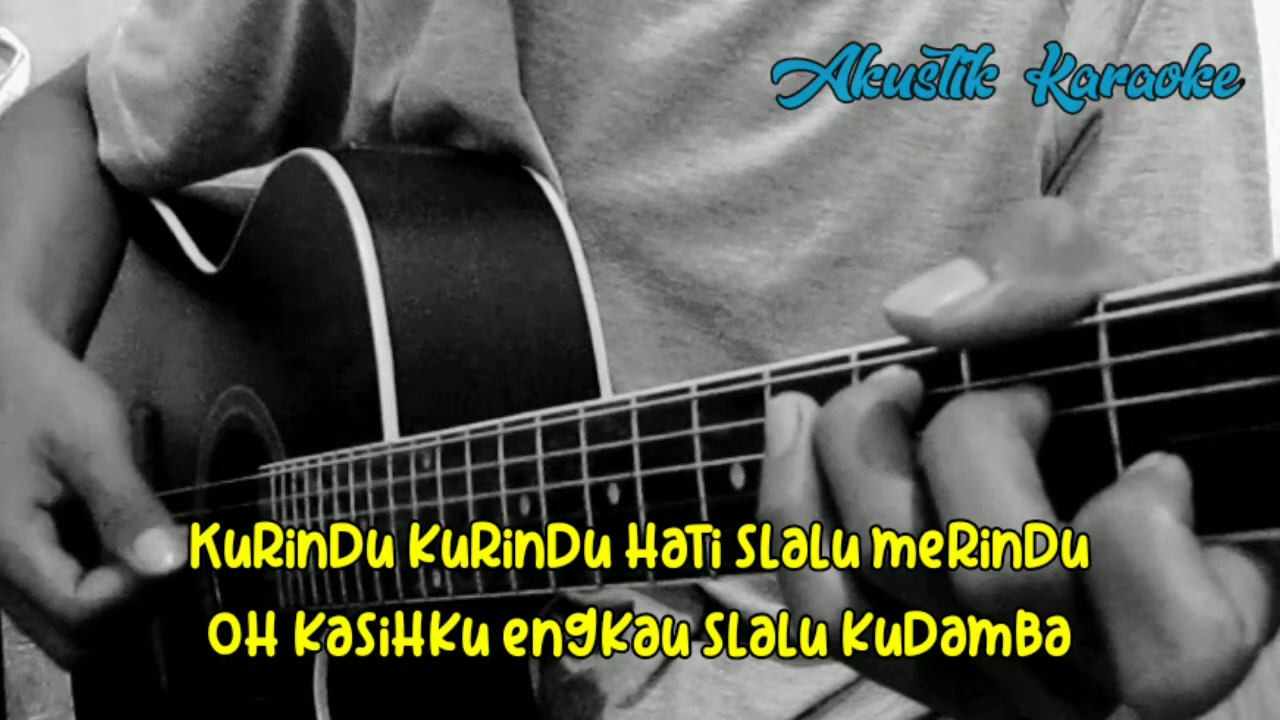 Akustik Karaoke
KuRinDu KuRinDu Hati Slalu meRinDu
OH KasiHKu engKau Slalu KuDamBa